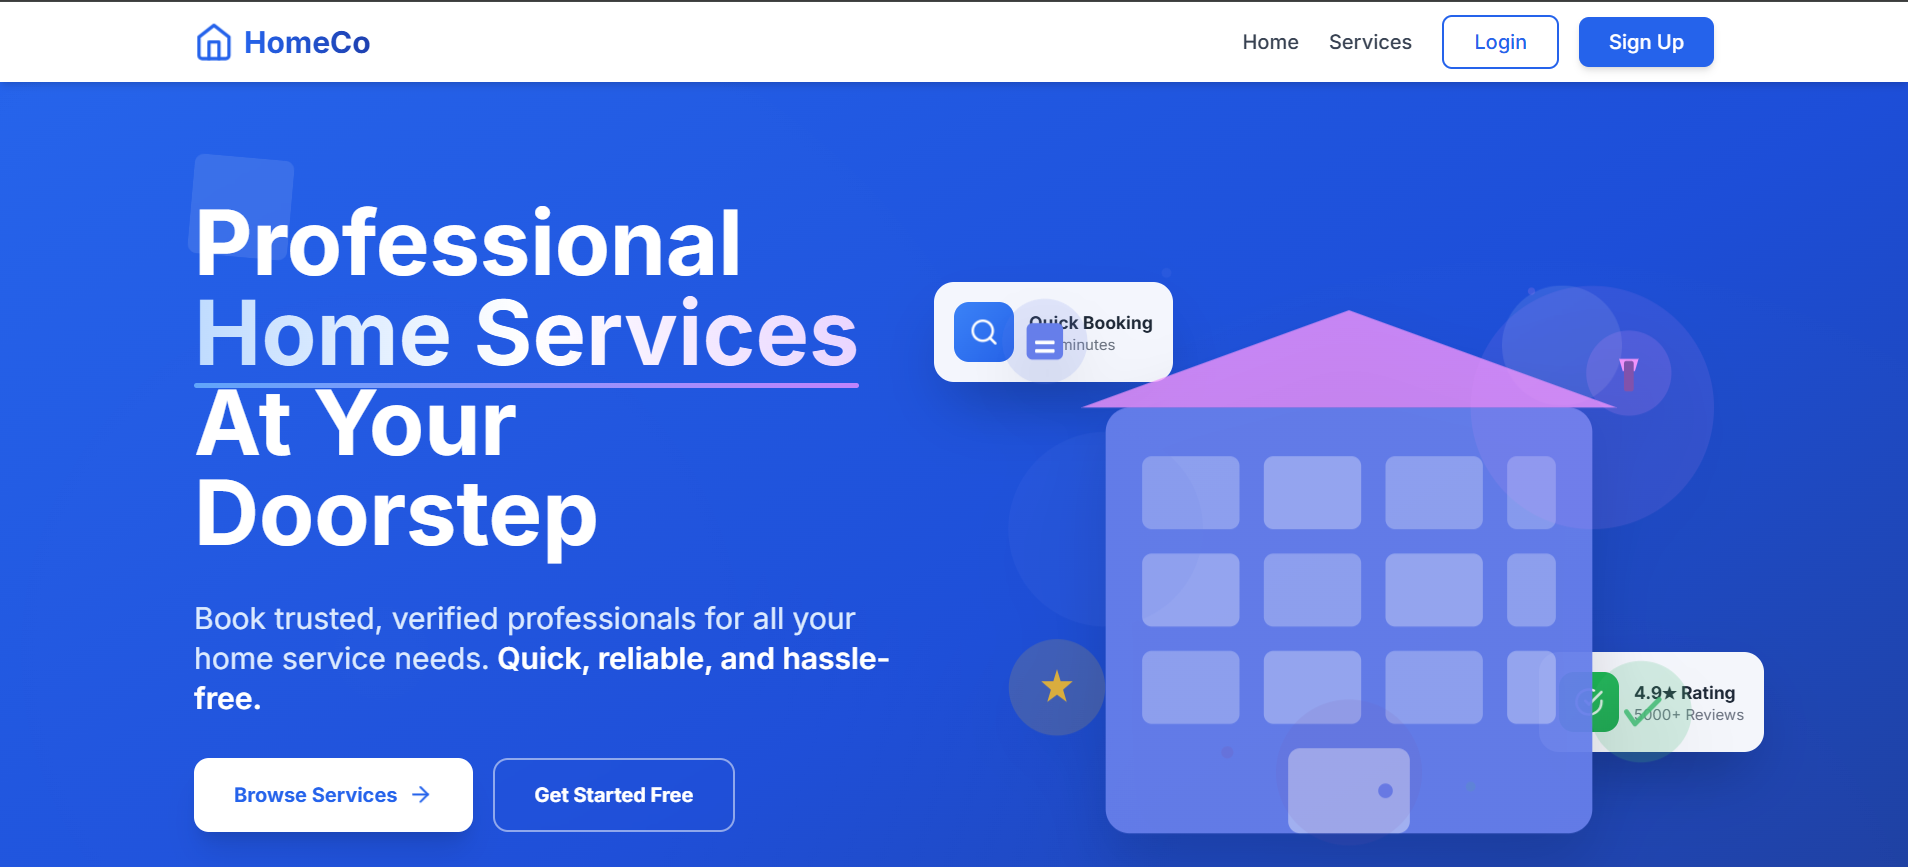 HomeCo
Home
Services
Login
Sign Up
Professional
Home Services
At Your
Doorstep
Book trusted, verified professionals for all your
home service needs. Quick, reliable, and hassle-
free.
Browse Services
Get Started Free
Quick Booking
minutes
4.9★ Rating
5000+ Reviews